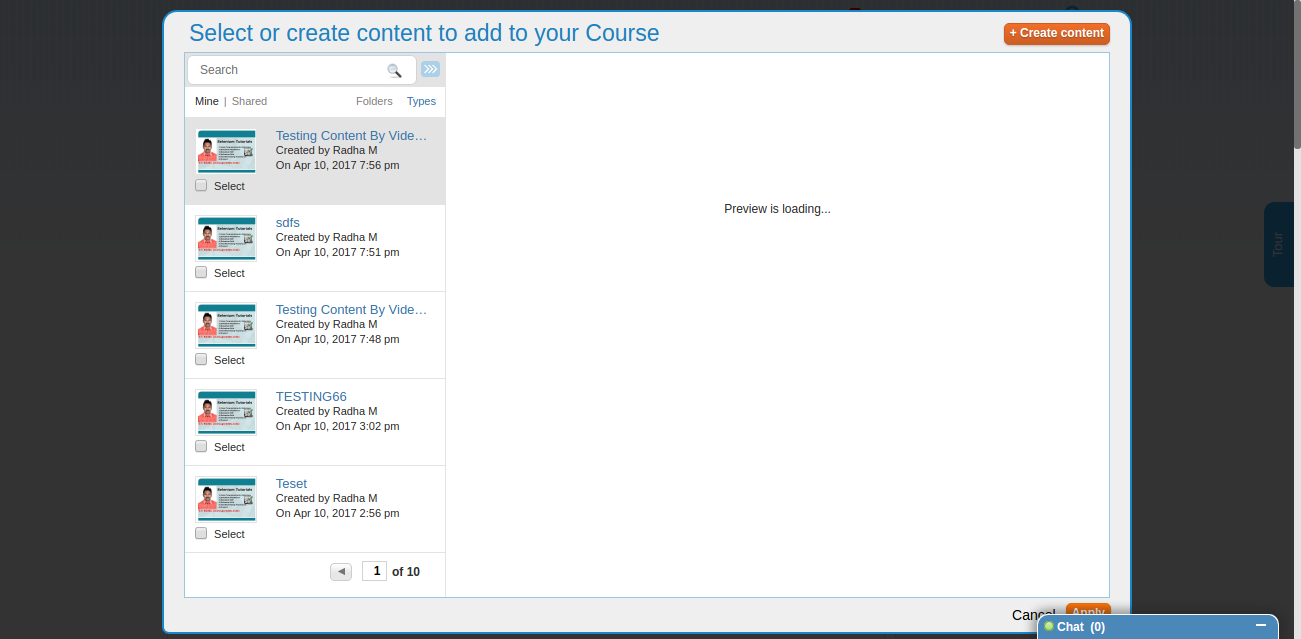 Select or create content to add to your Course
+ Create content
Search
Mine | Shared
Folders
Types
Testing Content By Vide...
Created by Radha M
On Apr 10, 2017 7:56 pm
Select
sdfs
Created by Radha M
On Apr 10, 2017 7:51 pm
Select
Testing Content By Vide...
Created by Radha M
On Apr 10, 2017 7:48 pm
Select
TESTING66
Created by Radha M
On Apr 10, 2017 3:02 pm
Select
Teset
Created by Radha M
On Apr 10, 2017 2:56 pm
Select
1 of 10
Preview is loading...
Tour
Cancel
Apply
Chat (0)